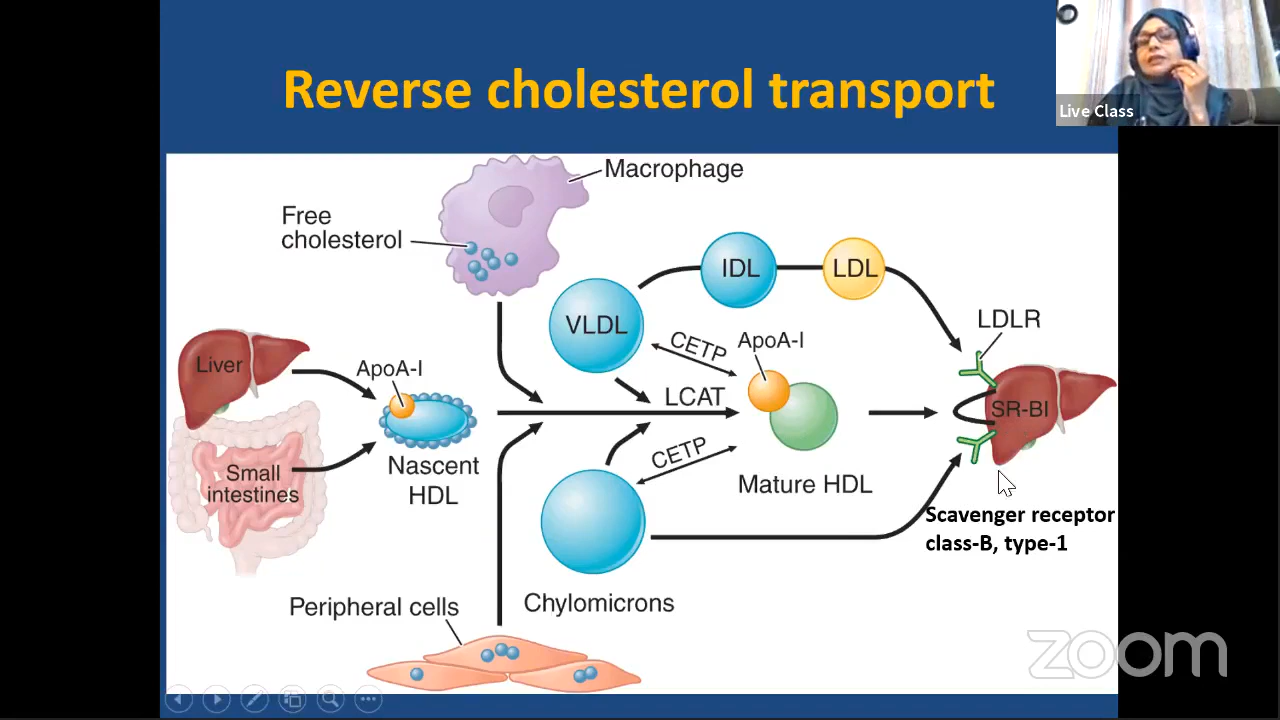 Reverse cholesterol transport
Live Class
Macrophage
Free
cholesterol
IDL
LDL
VLDL
LDLR
CETP
ApoA-I
Liver
ApoA-I
LCAT
SR-BI
CETP
Small
intestines
Nascent
HDL
Mature HDL
Scavenger receptor
class-B, type-1
Peripheral cells
Chylomicrons
zoom